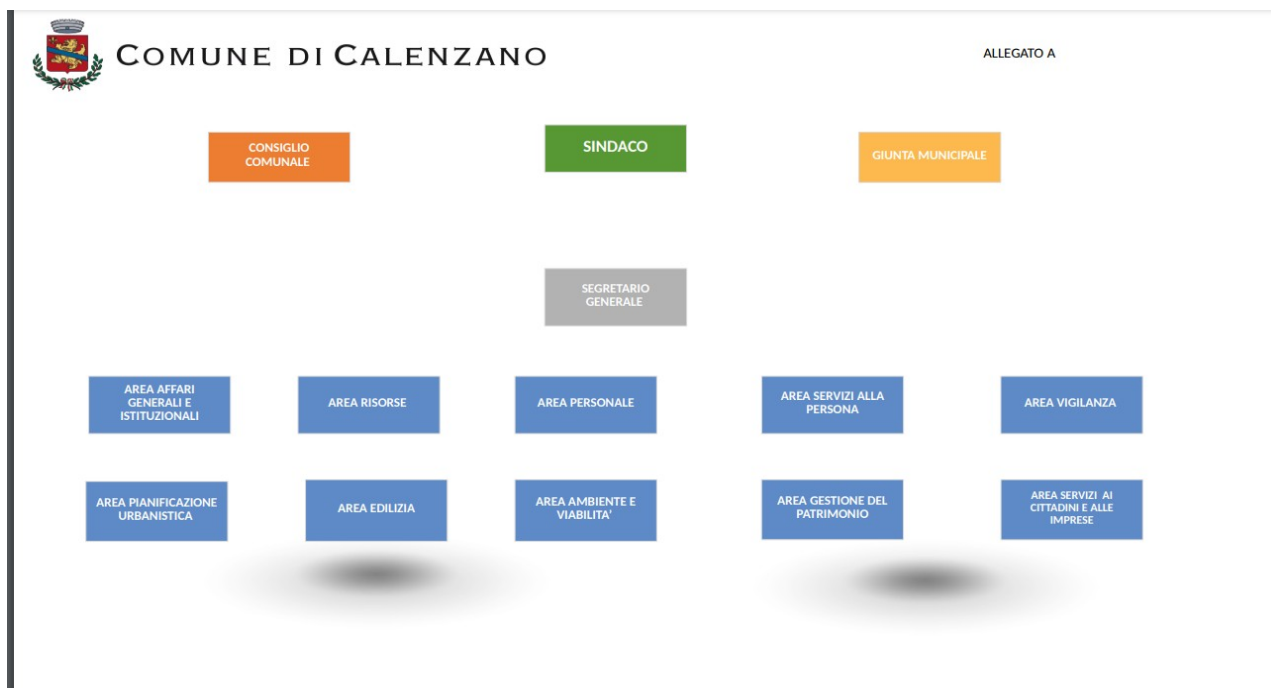 COMUNE DI CALENZANO
ALLEGATO A
CONSIGLIO
COMUNALE
SINDACO
GIUNTA MUNICIPALE
SEGRETARIO
GENERALE
AREA AFFARI
GENERALI E
ISTITUZIONALI
AREA RISORSE
AREA PERSONALE
AREA SERVIZI ALLA
PERSONA
AREA VIGILANZA
AREA PIANIFICAZIONE
URBANISTICA
AREA EDILIZIA
AREA AMBIENTE E
VIABILITA'
AREA GESTIONE DEL
PATRIMONIO
AREA SERVIZI AI
CITTADINI E ALLE
IMPRESE